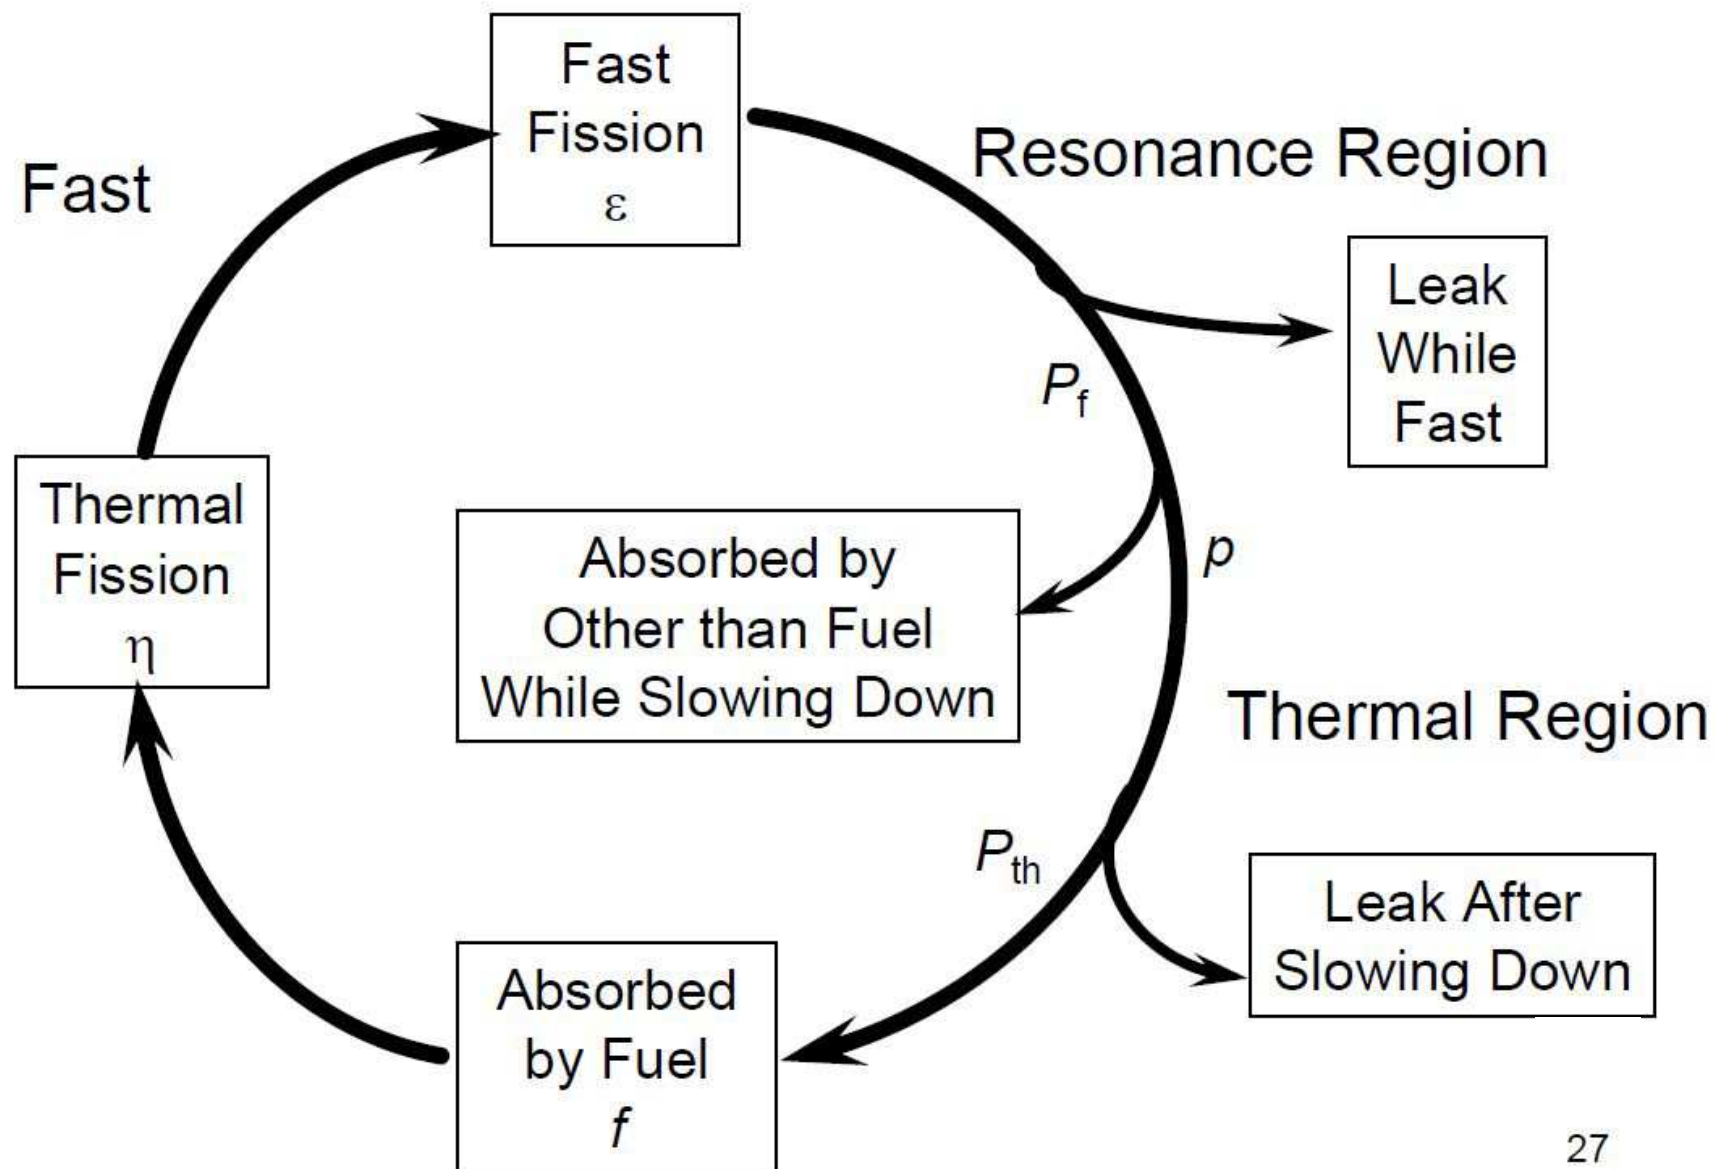 Fast
Fission
ε
Resonance Region
Fast
Leak
While
Fast
P_f
Thermal
Fission
η
Absorbed by
Other than Fuel
While Slowing Down
p
Thermal Region
P_th
Leak After
Slowing Down
Absorbed
by Fuel
f
27